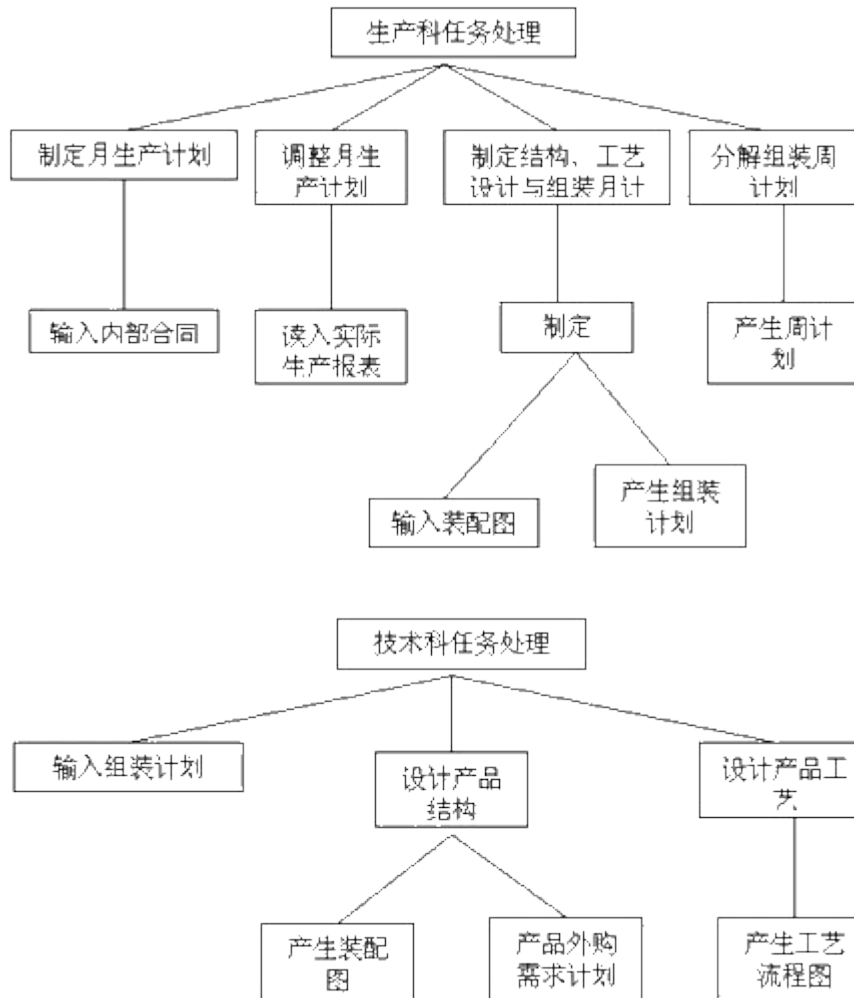 生产科任务处理
制定月生产计划
调整月生
产计划
制定结构、工艺
设计与组装月计
分解组装周
计划
输入内部合同
读入实际
生产报表
制定
产生周计
划
输入装配图
产生组装
计划
技术科任务处理
输入组装计划
设计产品
结构
设计产品工
艺
产生装配
图
产品外购
需求计划
产生工艺
流程图